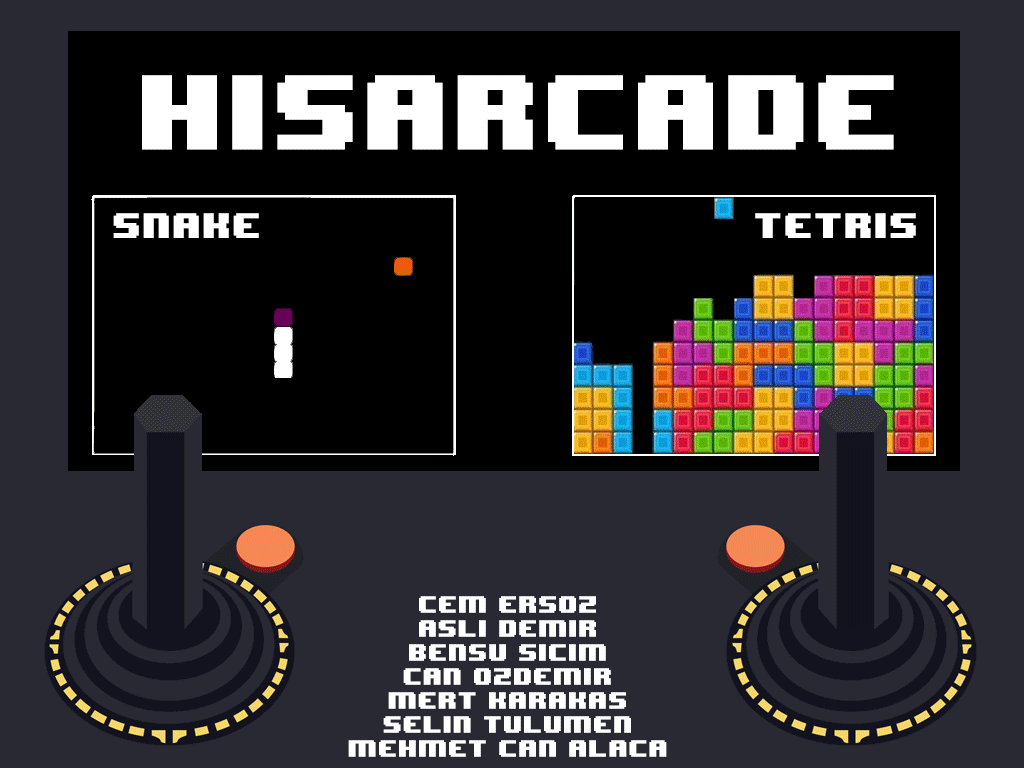 HISARCADE
SNAKE
TETRIS
CEM ERSOZ
ASLI DEMIR
BENSU SICIM
CAN OZDEMIR
MERT KARAKAS
SELIN TULUMEN
MEHMET CAN ALACA